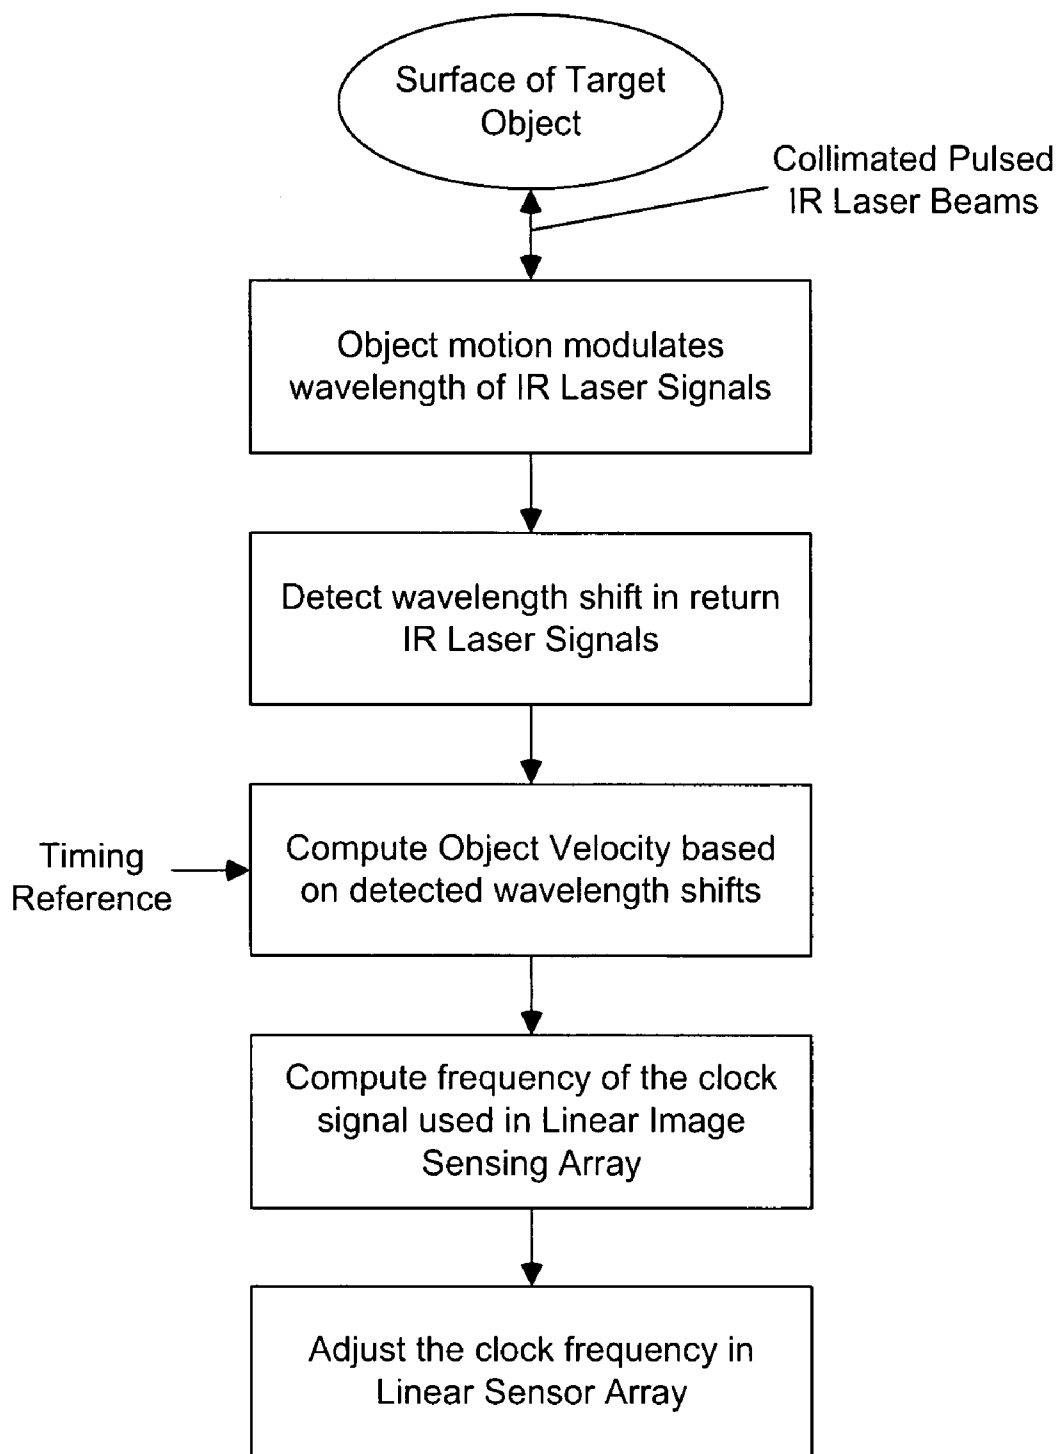 Surface of Target
Object
Collimated Pulsed
IR Laser Beams
Object motion modulates
wavelength of IR Laser Signals
Detect wavelength shift in return
IR Laser Signals
Timing
Reference
Compute Object Velocity based
on detected wavelength shifts
Compute frequency of the clock
signal used in Linear Image
Sensing Array
Adjust the clock frequency in
Linear Sensor Array